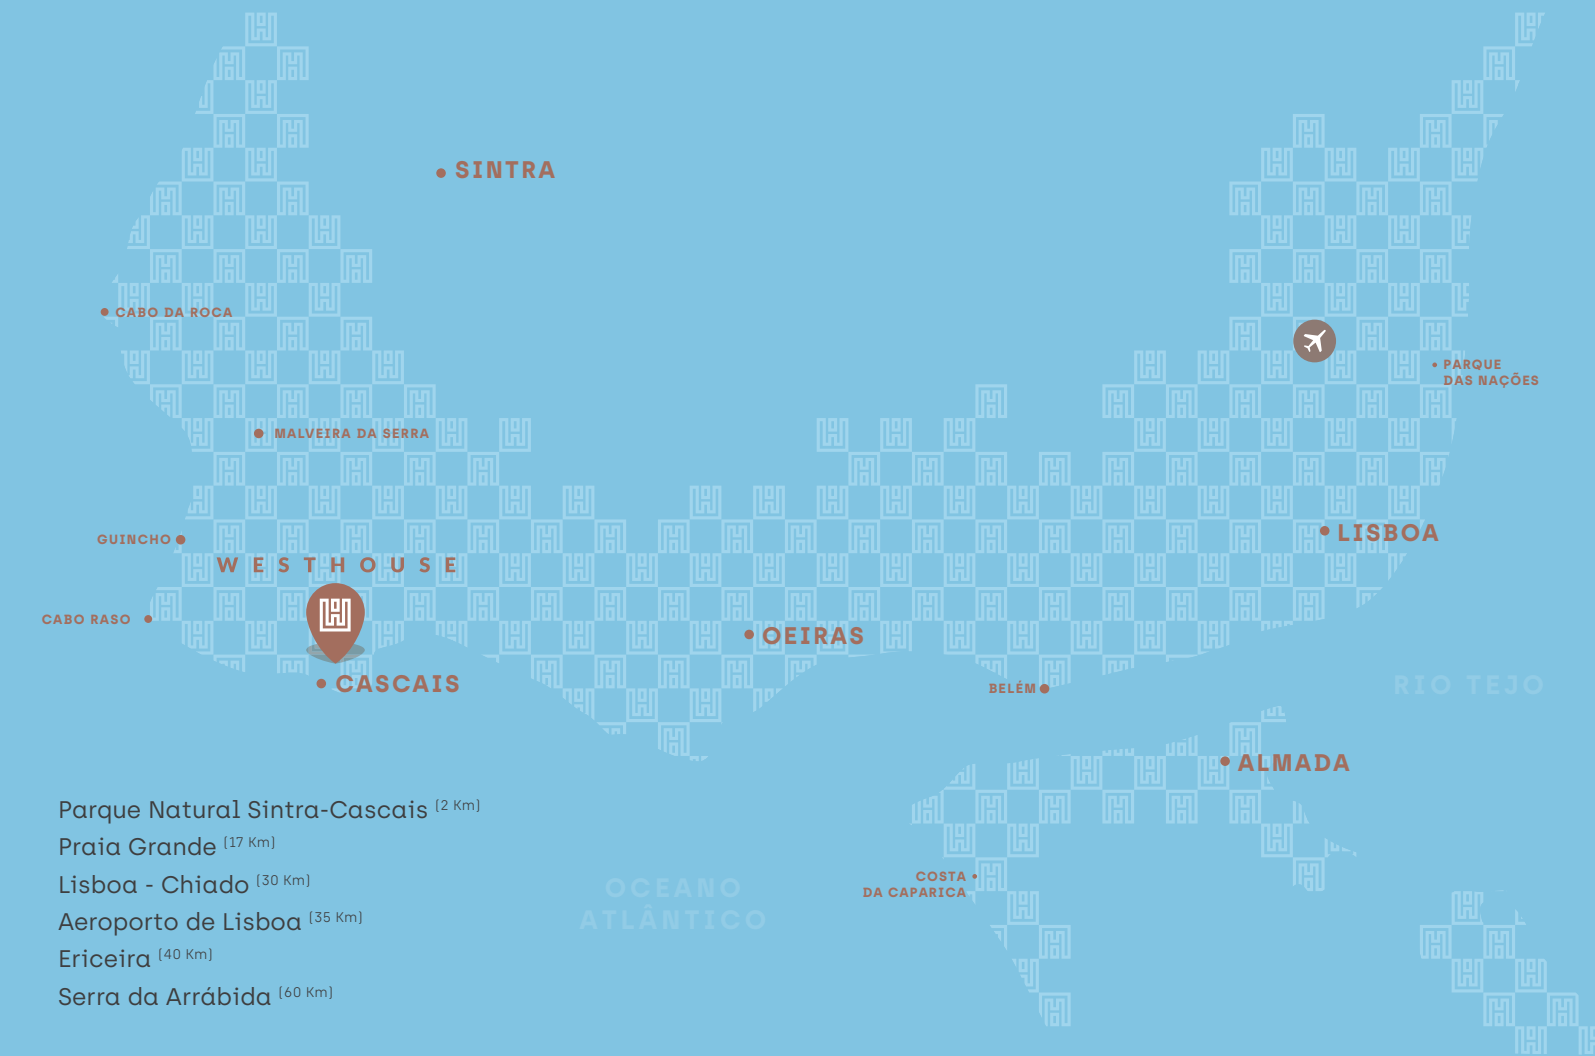 SINTRA
CABO DA ROCA
PARQUE
DAS NAÇÕES
MALVEIRA DA SERRA
LISBOA
GUINCHO
WESTHOUSE
CABO RASO
OEIRAS
CASCAIS
BELÉM
RIO TEJO
ALMADA
Parque Natural Sintra-Cascais (2 Km)
Praia Grande (17 Km)
Lisboa - Chiado (30 Km)
Aeroporto de Lisboa (35 Km)
Ericeira (40 Km)
Serra da Arrábida (60 Km)
OCEANO
ATLÂNTICO
COSTA
DA CAPARICA